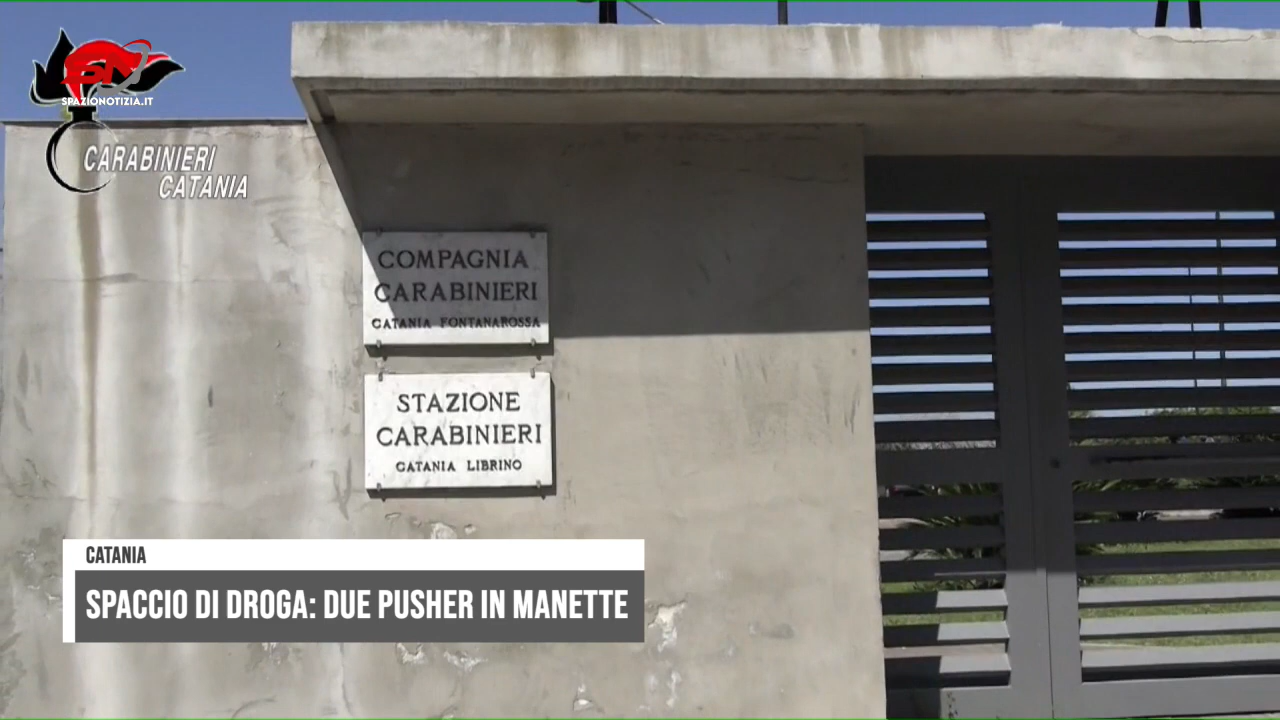 SN
SPAZIONOTIZIA.IT
CARABINIERI
CATANIA
COMPAGNIA
CARABINIERI
CATANIA FONTANAROSSA
STAZIONE
CARABINIERI
CATANIA LIBRINO
CATANIA
SPACCIO DI DROGA: DUE PUSHER IN MANETTE